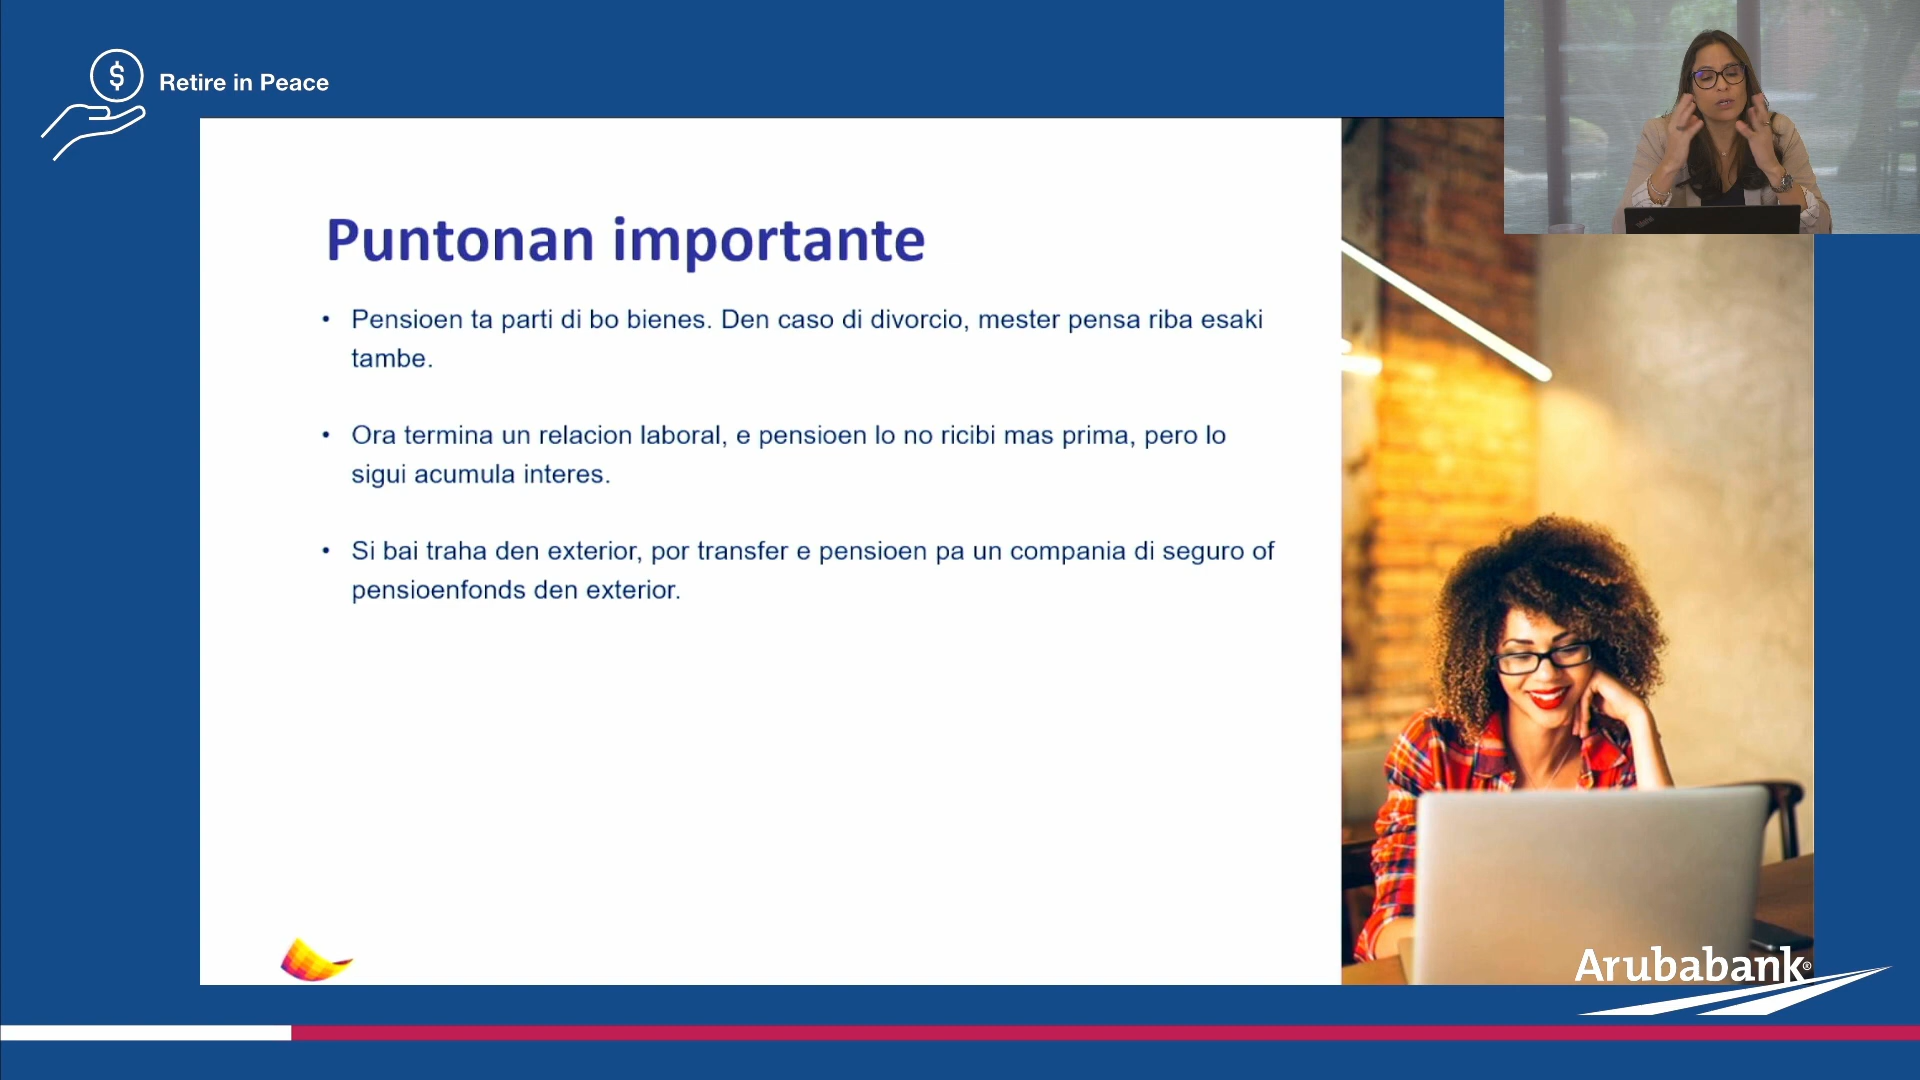 $
Retire in Peace
Puntonan importante
• Pensioen ta parti di bo bienes. Den caso di divorcio, mester pensa riba esaki
tambe.
• Ora termina un relacion laboral, e pensioen lo no ricibi mas prima, pero lo
sigui acumula interes.
• Si bai traha den exterior, por transfer e pensioen pa un compania di seguro of
pensioenfonds den exterior.
Arubabank®